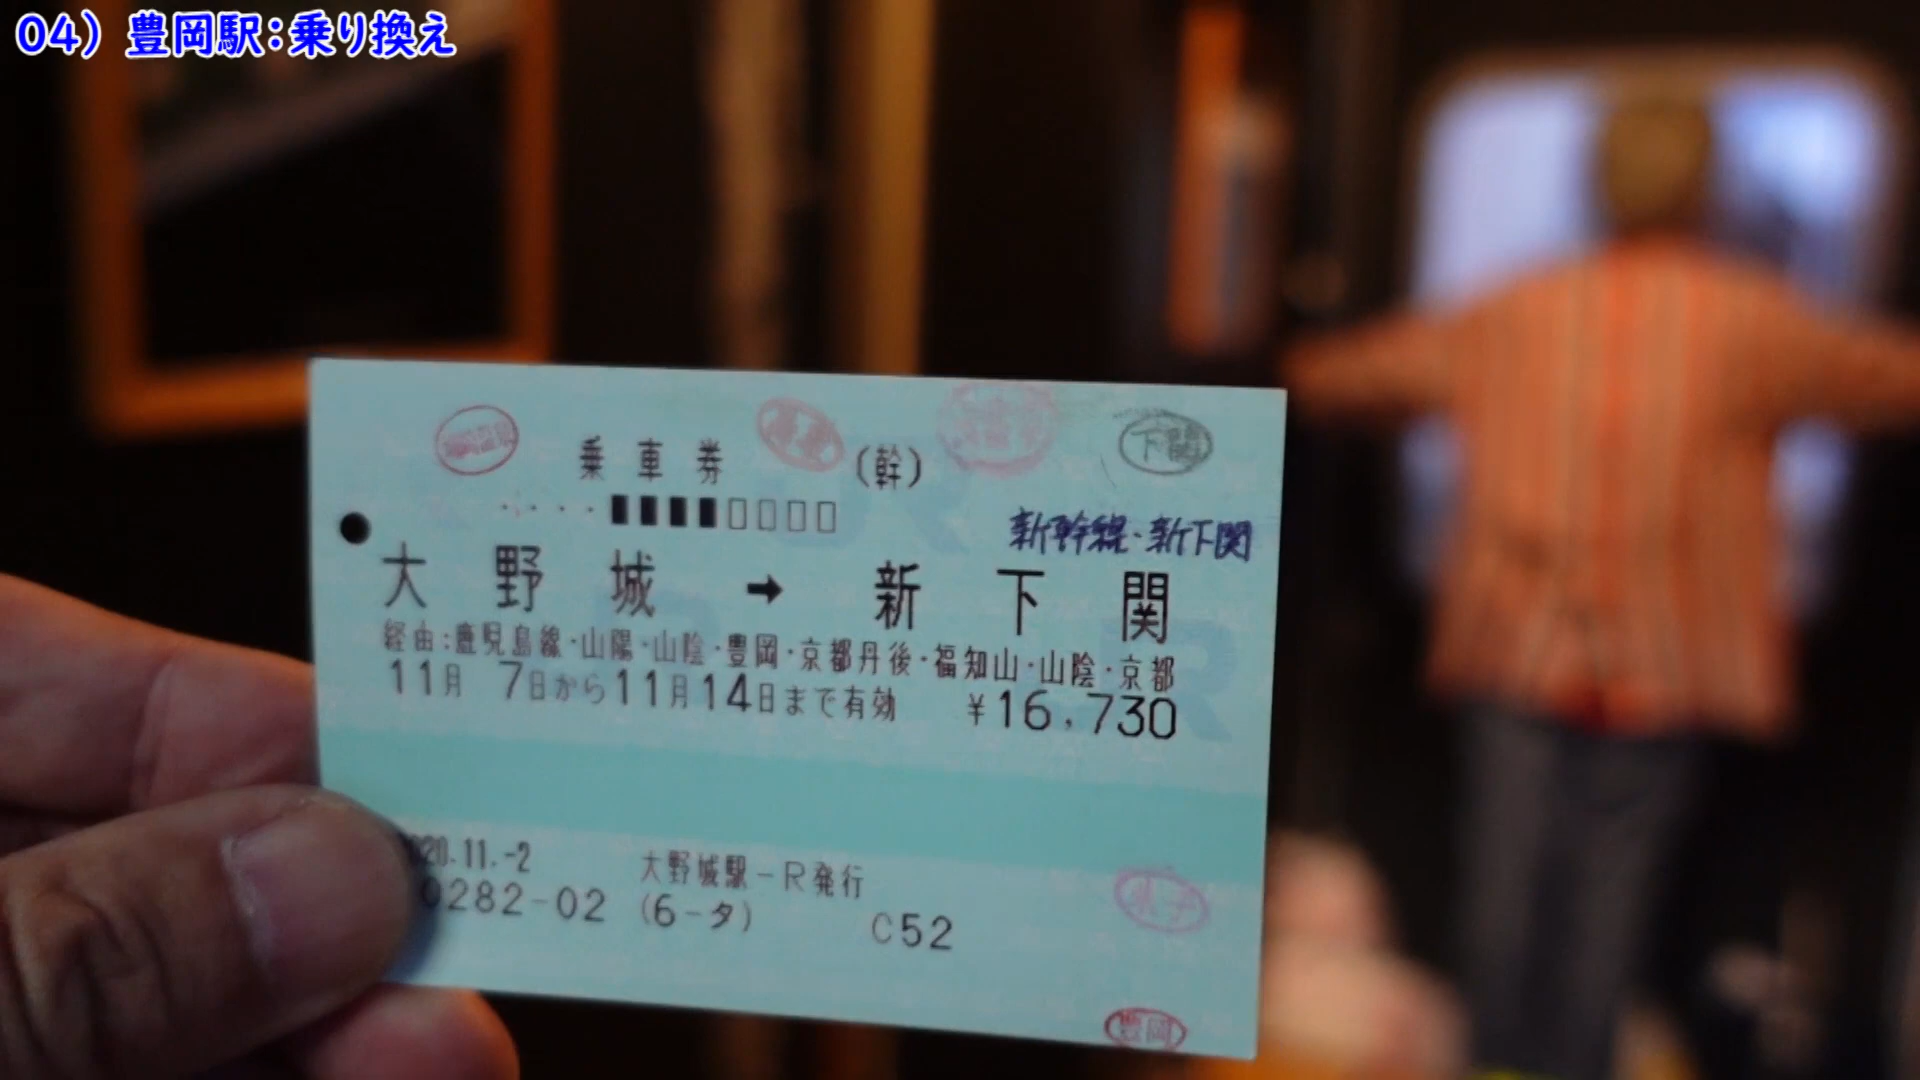 04) 豊岡駅:乗り換え
下関
乗車券 (幹)
新幹線・新下関
大野城 → 新下関
経由:鹿児島線・山陽・山陰・豊岡・京都丹後・福知山・山陰・京都
11月 7日から11月14日まで有効 ¥16,730
20.11.-2 大野城駅-R発行
0282-02 (6-タ) C52
米子
豊岡